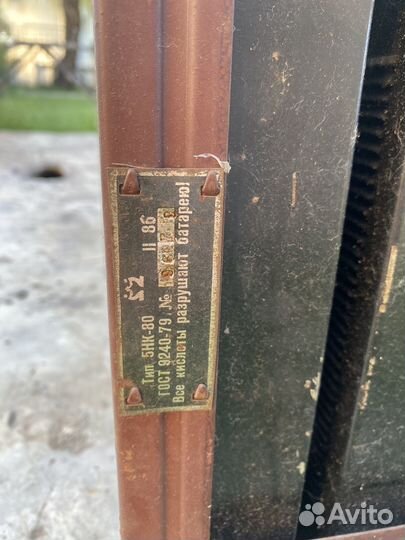 II 86
Тип 5НК-80
ГОСТ 9240-79 №
Все кислоты разрушают батарею!
Avito